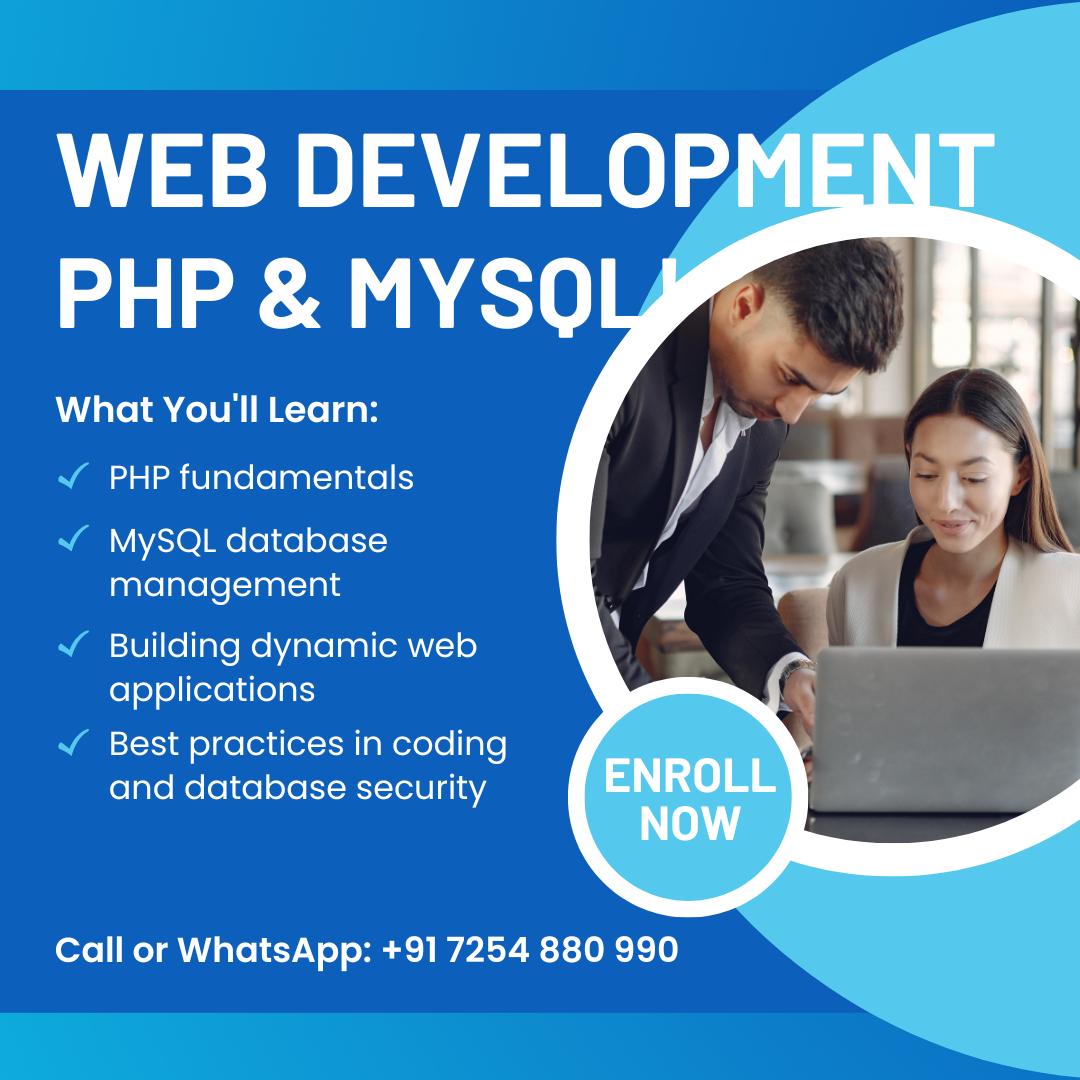 WEB DEVELOPMENT
PHP & MYSQL!
What You'll Learn:
PHP fundamentals
MySQL database
management
Building dynamic web
applications
Best practices in coding
and database security
ENROLL
NOW
Call or WhatsApp: +91 7254 880 990